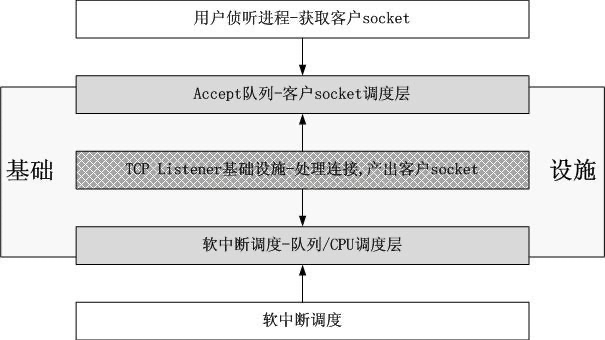 用户侦听进程-获取客户socket
Accept队列-客户socket调度层
基础
TCP Listener基础设施-处理连接,产出客户socket
设施
软中断调度-队列/CPU调度层
软中断调度